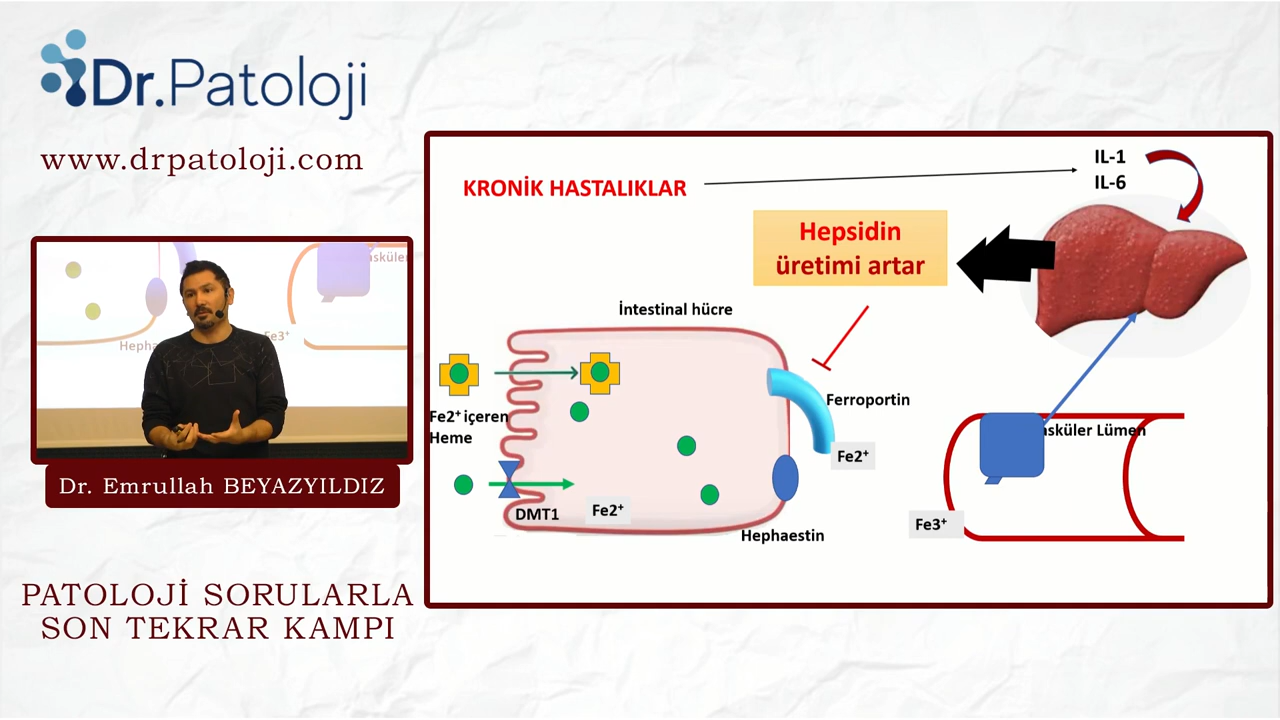 Dr.Patoloji
www.drpatoloji.com
KRONİK HASTALIKLAR
IL-1
IL-6
Hepsidin
üretimi artar
İntestinal hücre
Fe2⁺ içeren
Heme
Ferroportin
Fe2⁺
DMT1
Fe2⁺
Hephaestin
Lümen
Fe3⁺
Fe3⁺
Dr. Emrullah BEYAZYILDIZ
PATOLOJİ SORULARLA
SON TEKRAR KAMPI